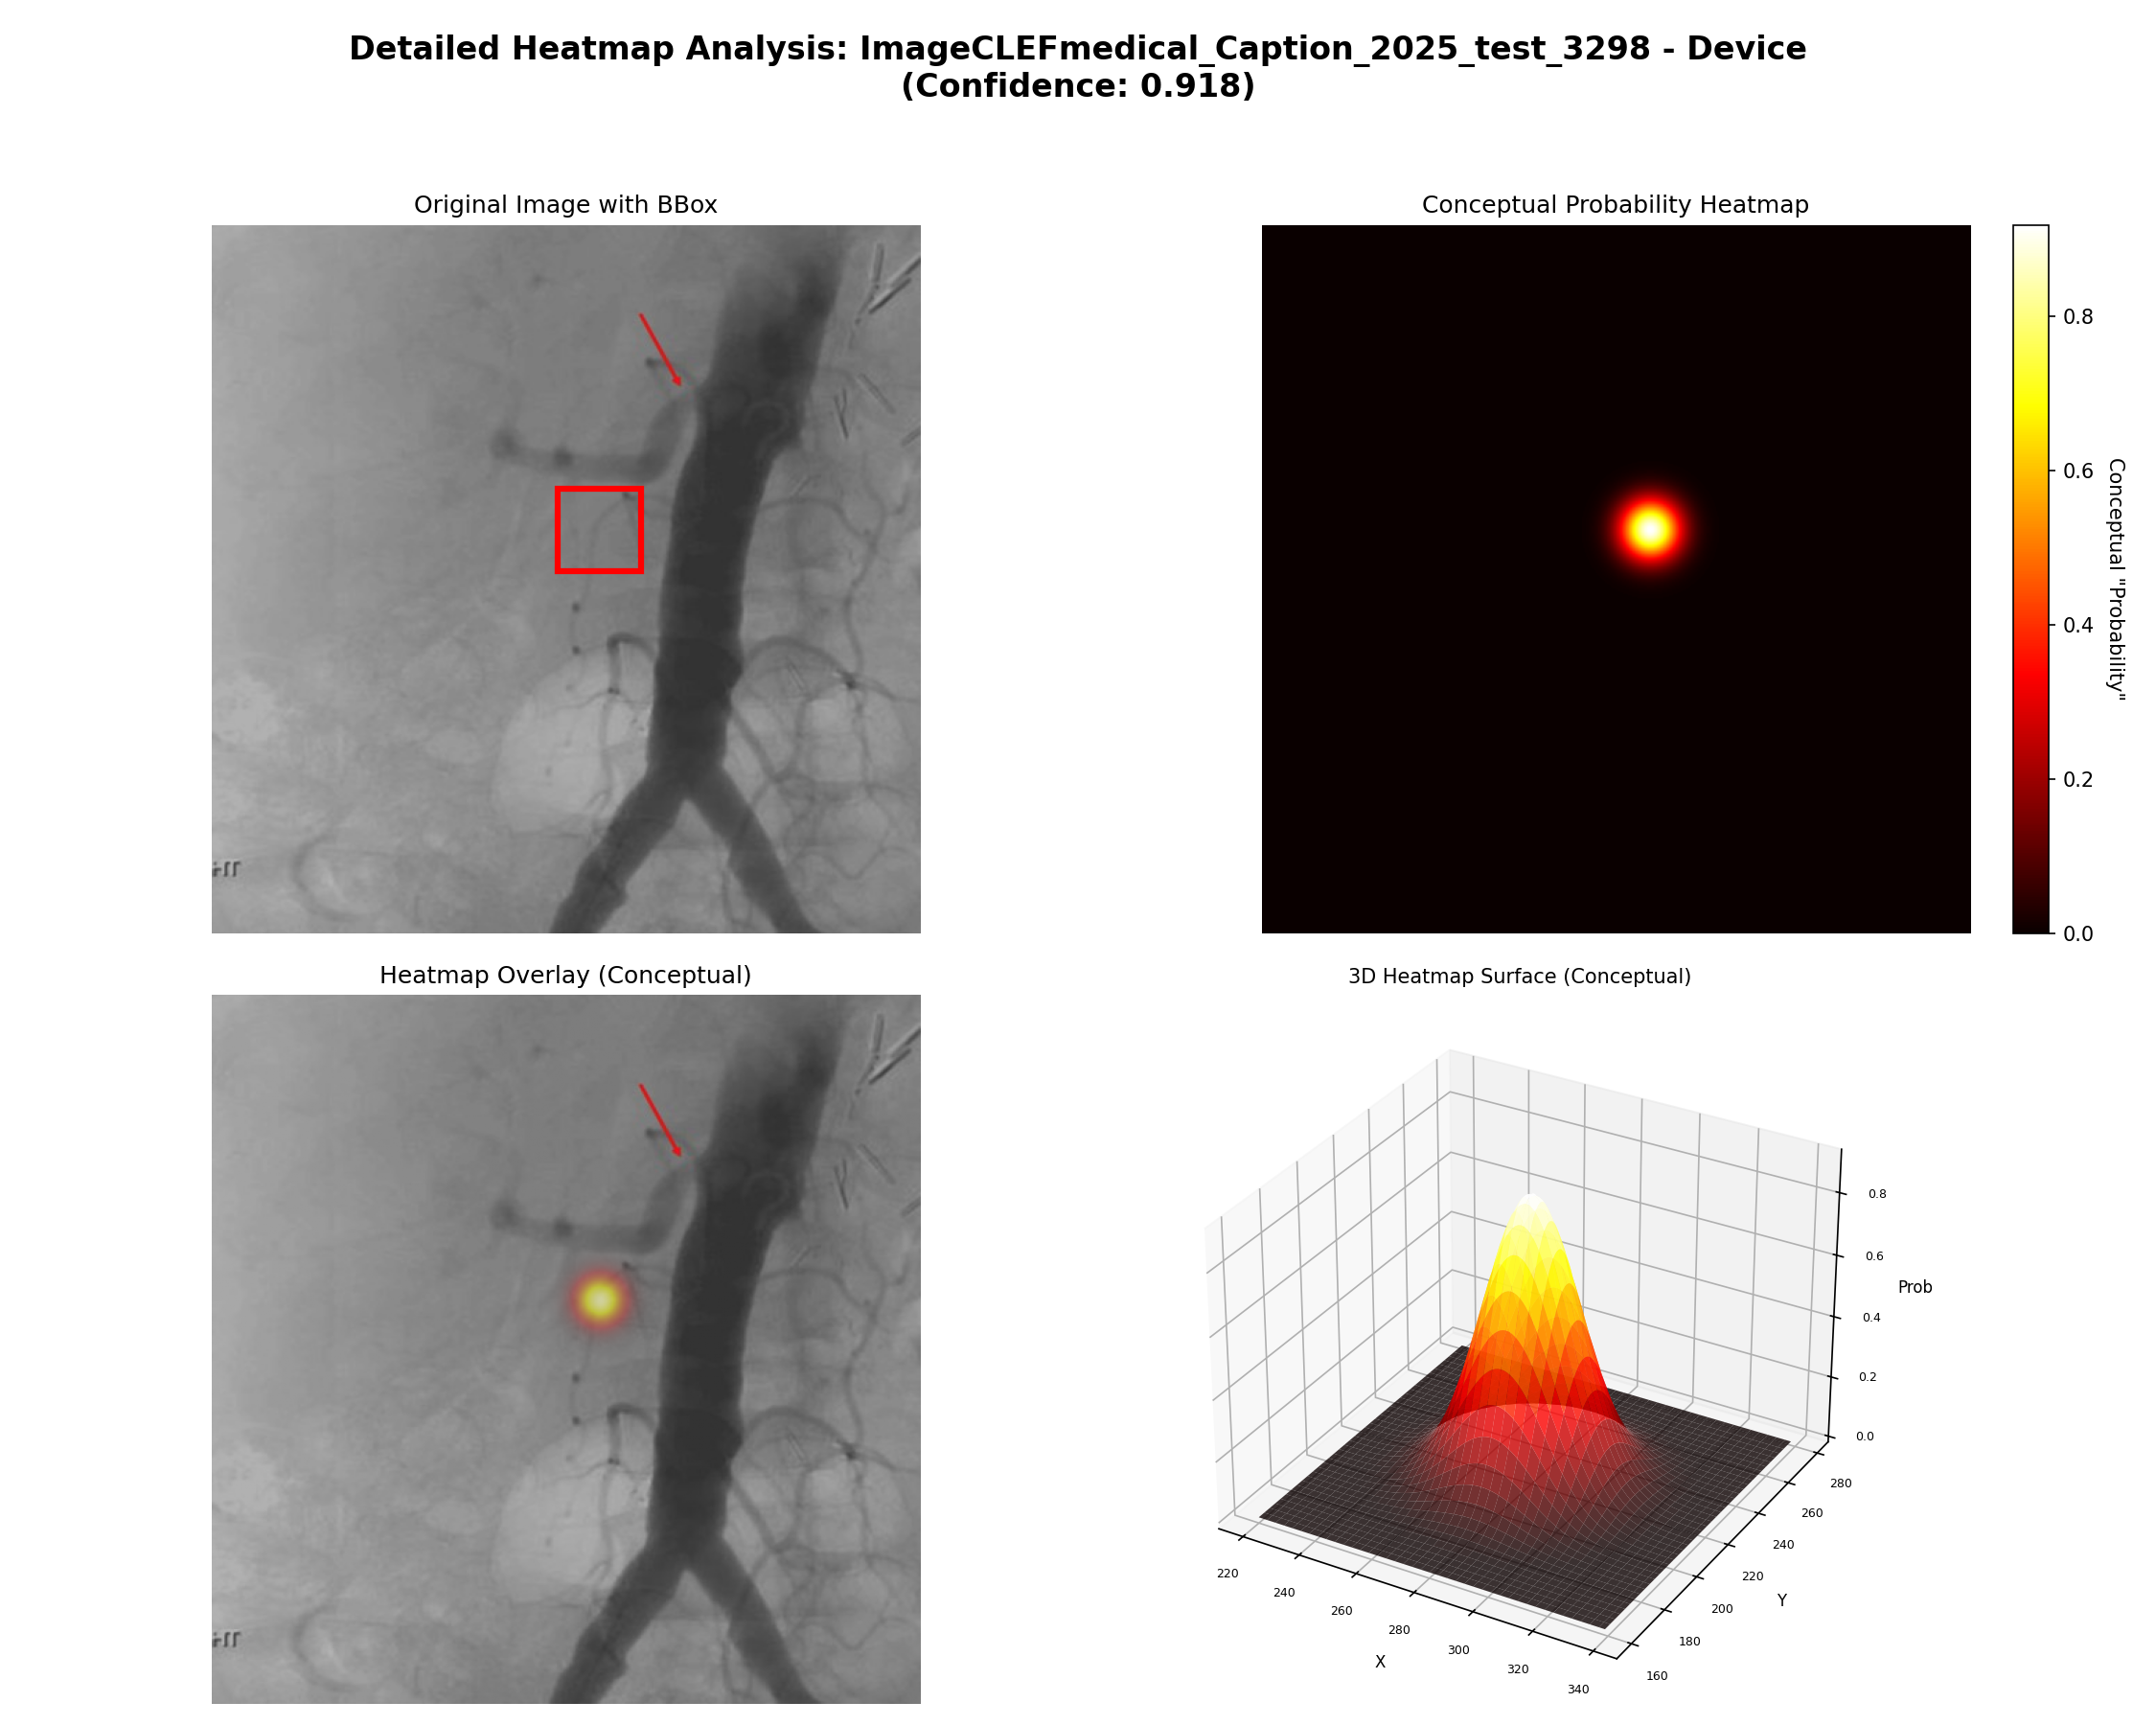 Detailed Heatmap Analysis: ImageCLEFmedical_Caption_2025_test_3298 - Device
(Confidence: 0.918)
Original Image with BBox
Conceptual Probability Heatmap
0.8
0.6
0.4
0.2
0.0
Conceptual "Probability"
Heatmap Overlay (Conceptual)
3D Heatmap Surface (Conceptual)
0.8
0.6
0.4
0.2
0.0
Prob
220
240
260
280
300
320
340
X
160
180
200
220
240
260
280
Y